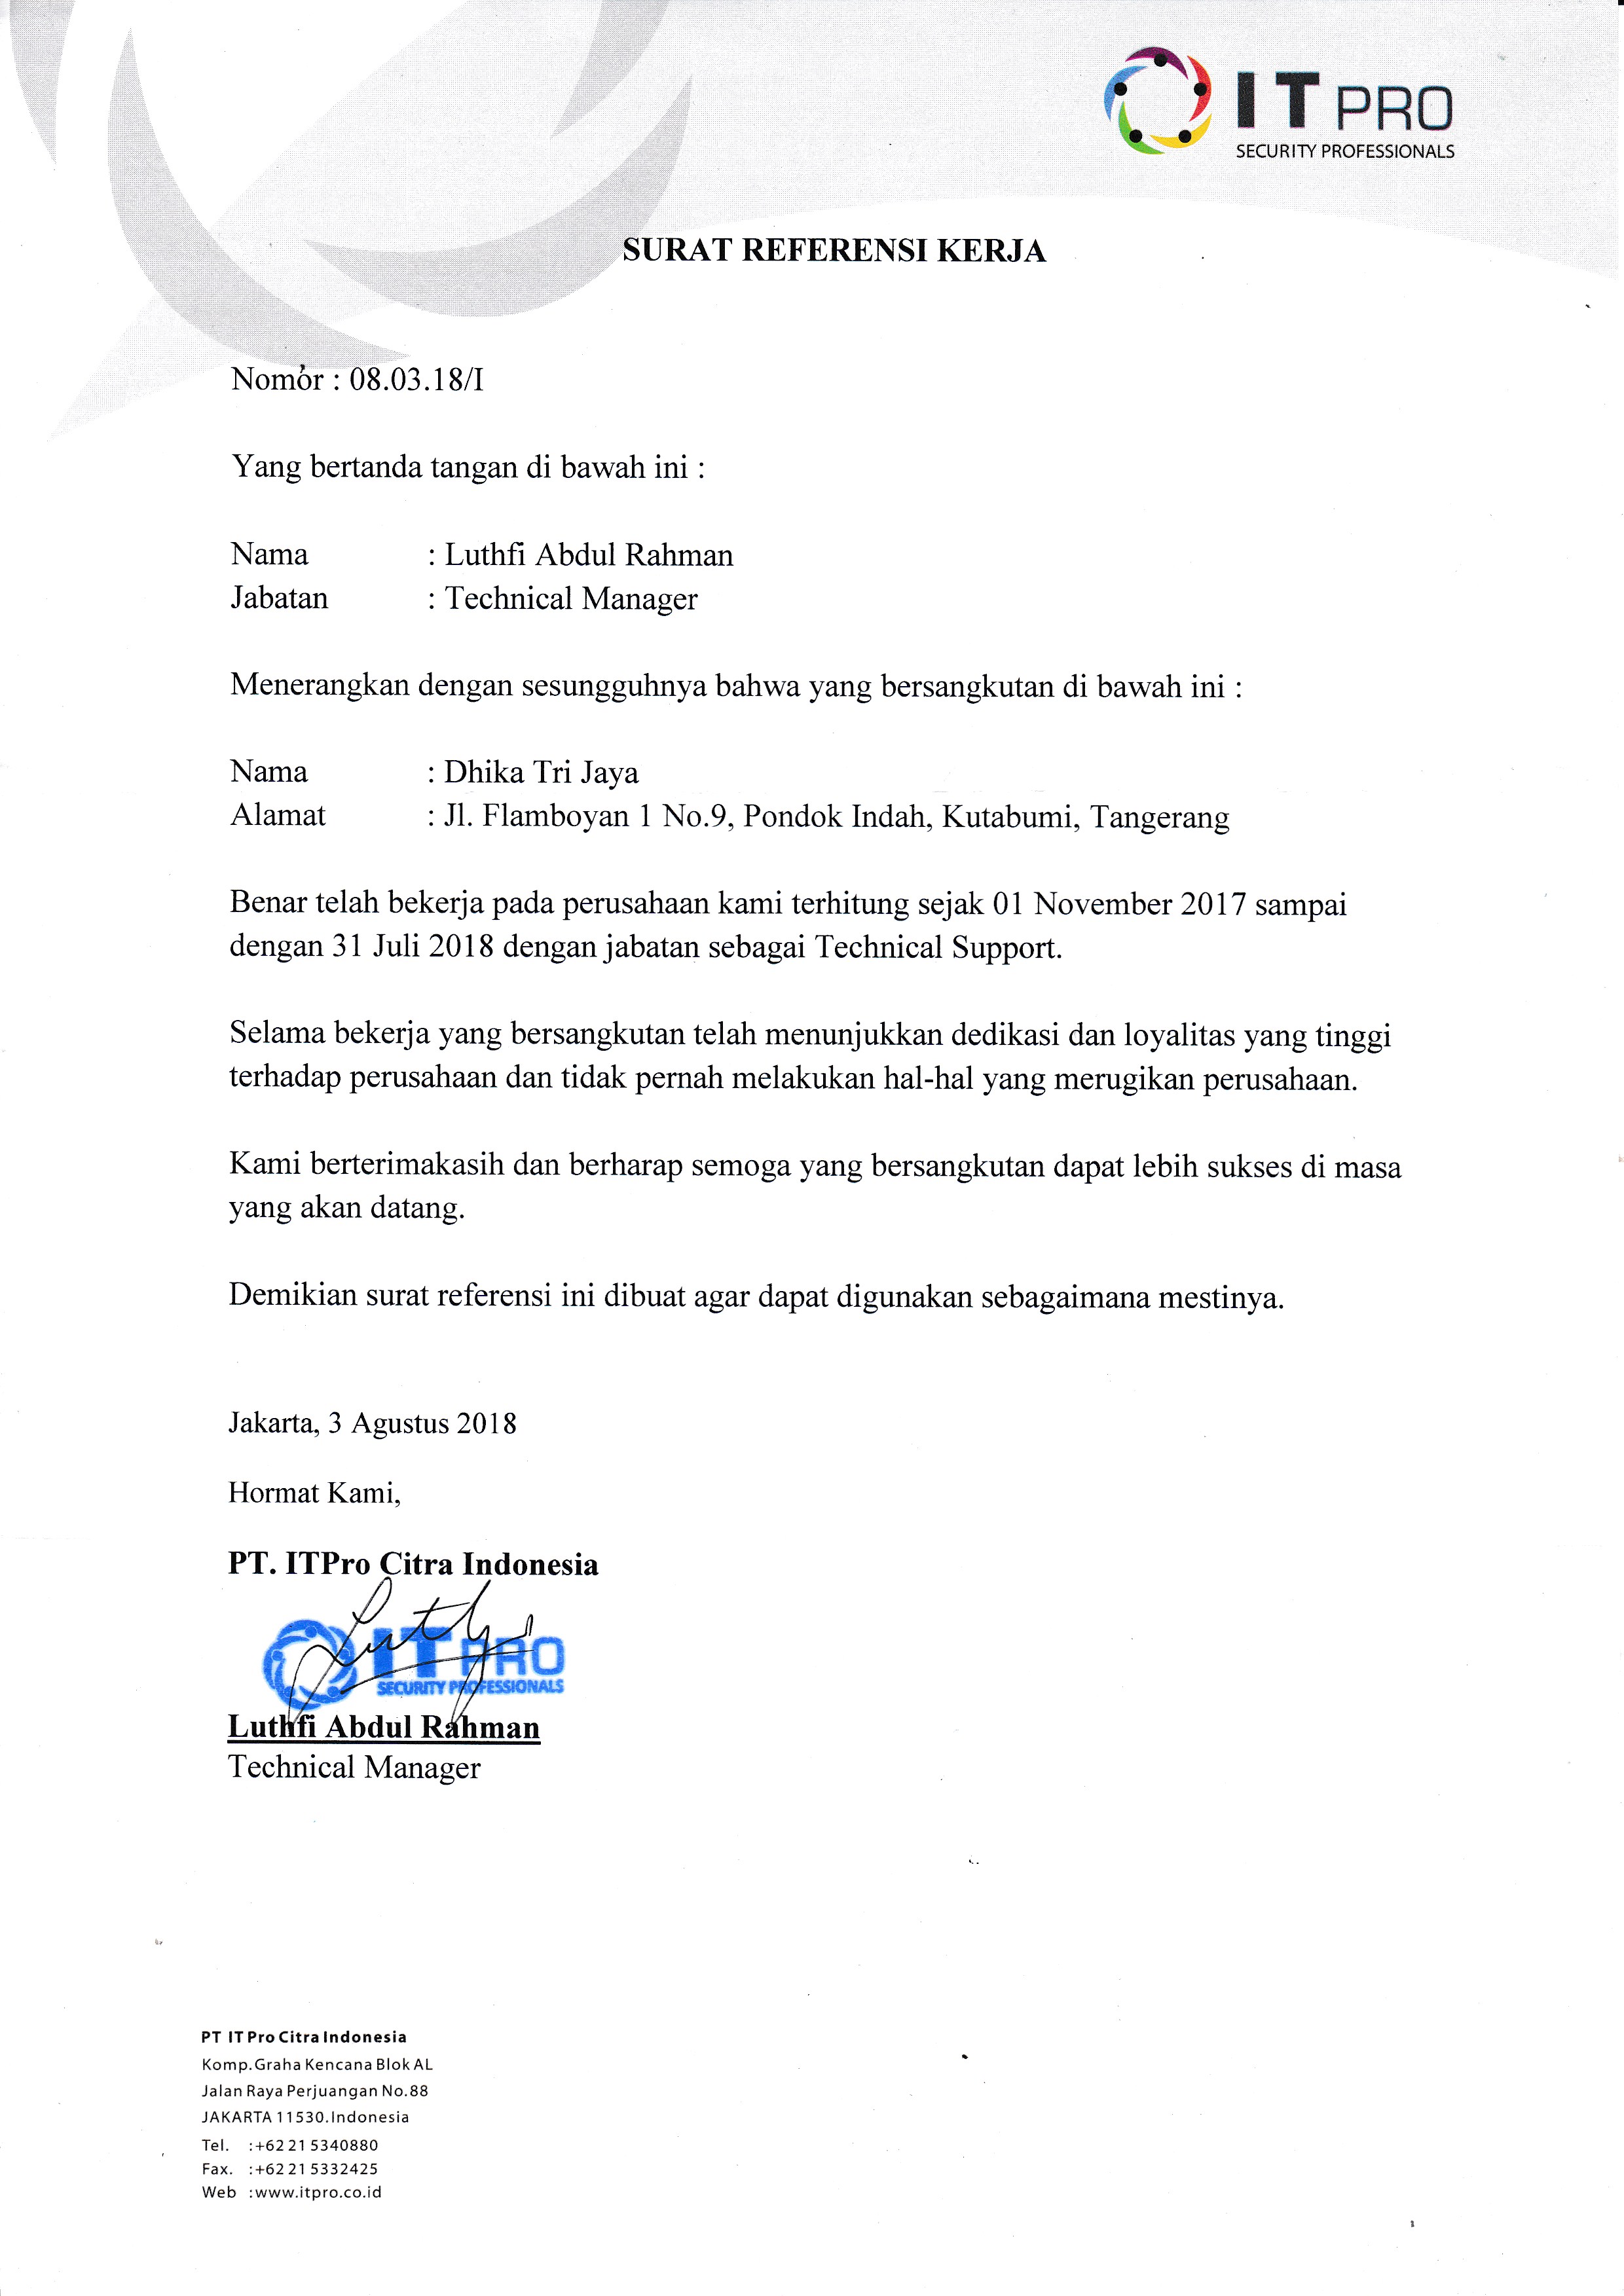 IT PRO
SECURITY PROFESSIONALS
SURAT REFERENSI KERJA
Nomor : 08.03.18/I
Yang bertanda tangan di bawah ini :
Nama : Luthfi Abdul Rahman
Jabatan : Technical Manager
Menerangkan dengan sesungguhnya bahwa yang bersangkutan di bawah ini :
Nama : Dhika Tri Jaya
Alamat : Jl. Flamboyan 1 No.9, Pondok Indah, Kutabumi, Tangerang
Benar telah bekerja pada perusahaan kami terhitung sejak 01 November 2017 sampai
dengan 31 Juli 2018 dengan jabatan sebagai Technical Support.
Selama bekerja yang bersangkutan telah menunjukkan dedikasi dan loyalitas yang tinggi
terhadap perusahaan dan tidak pernah melakukan hal-hal yang merugikan perusahaan.
Kami berterimakasih dan berharap semoga yang bersangkutan dapat lebih sukses di masa
yang akan datang.
Demikian surat referensi ini dibuat agar dapat digunakan sebagaimana mestinya.
Jakarta, 3 Agustus 2018
Hormat Kami,
PT. ITPro Citra Indonesia
IT PRO
SECURITY PROFESSIONALS
Luthfi Abdul Rahman
Technical Manager
PT IT Pro Citra Indonesia
Komp. Graha Kencana Blok AL
Jalan Raya Perjuangan No.88
JAKARTA 11530.Indonesia
Tel. :+62 21 5340880
Fax. :+62 21 5332425
Web :www.itpro.co.id